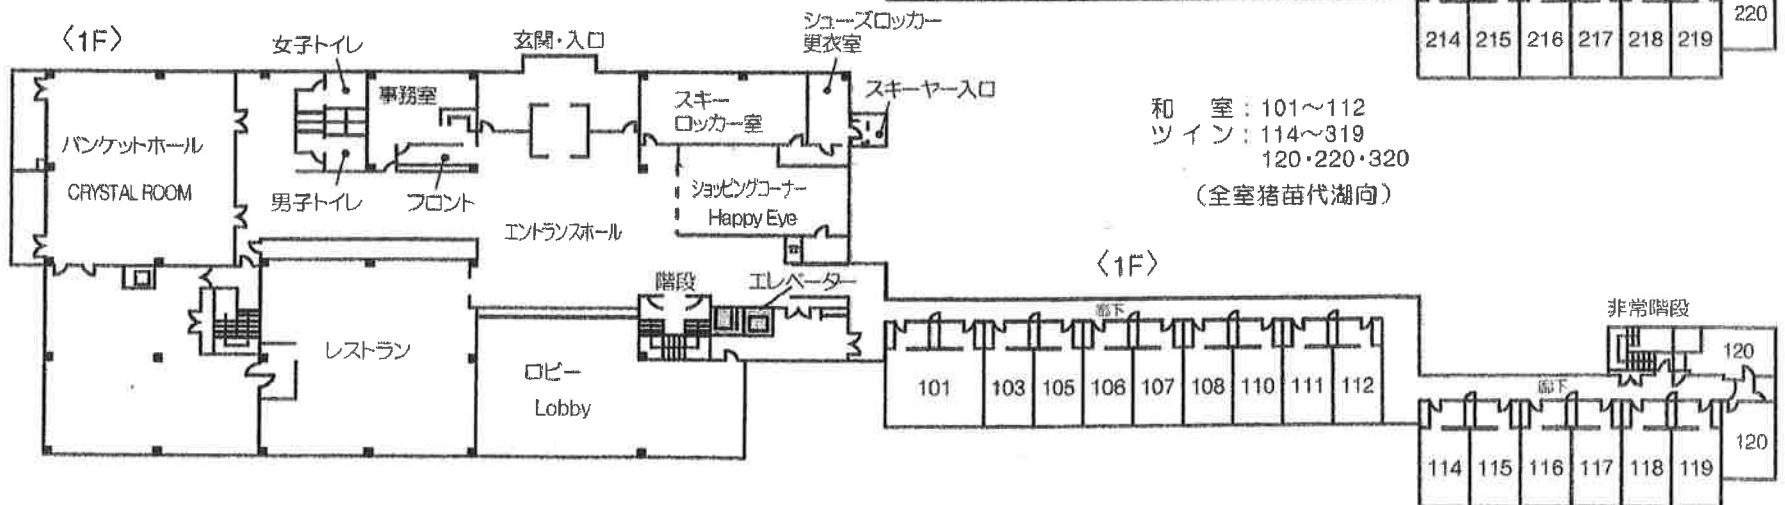 〈1F〉
女子トイレ
玄関・入口
シューズロッカー
更衣室
スキーヤー入口
事務室
スキー
ロッカー室
バンケットホール
CRYSTAL ROOM
男子トイレ
フロント
ショッピングコーナー
Happy Eye
エントランスホール
階段
エレベーター
レストラン
ロビー
Lobby
214
215
216
217
218
219
220
和 室：101～112
ツイン：114～319
120・220・320
（全室猪苗代湖向）
〈1F〉
廊下
101
103
105
106
107
108
110
111
112
非常階段
120
廊下
114
115
116
117
118
119
120